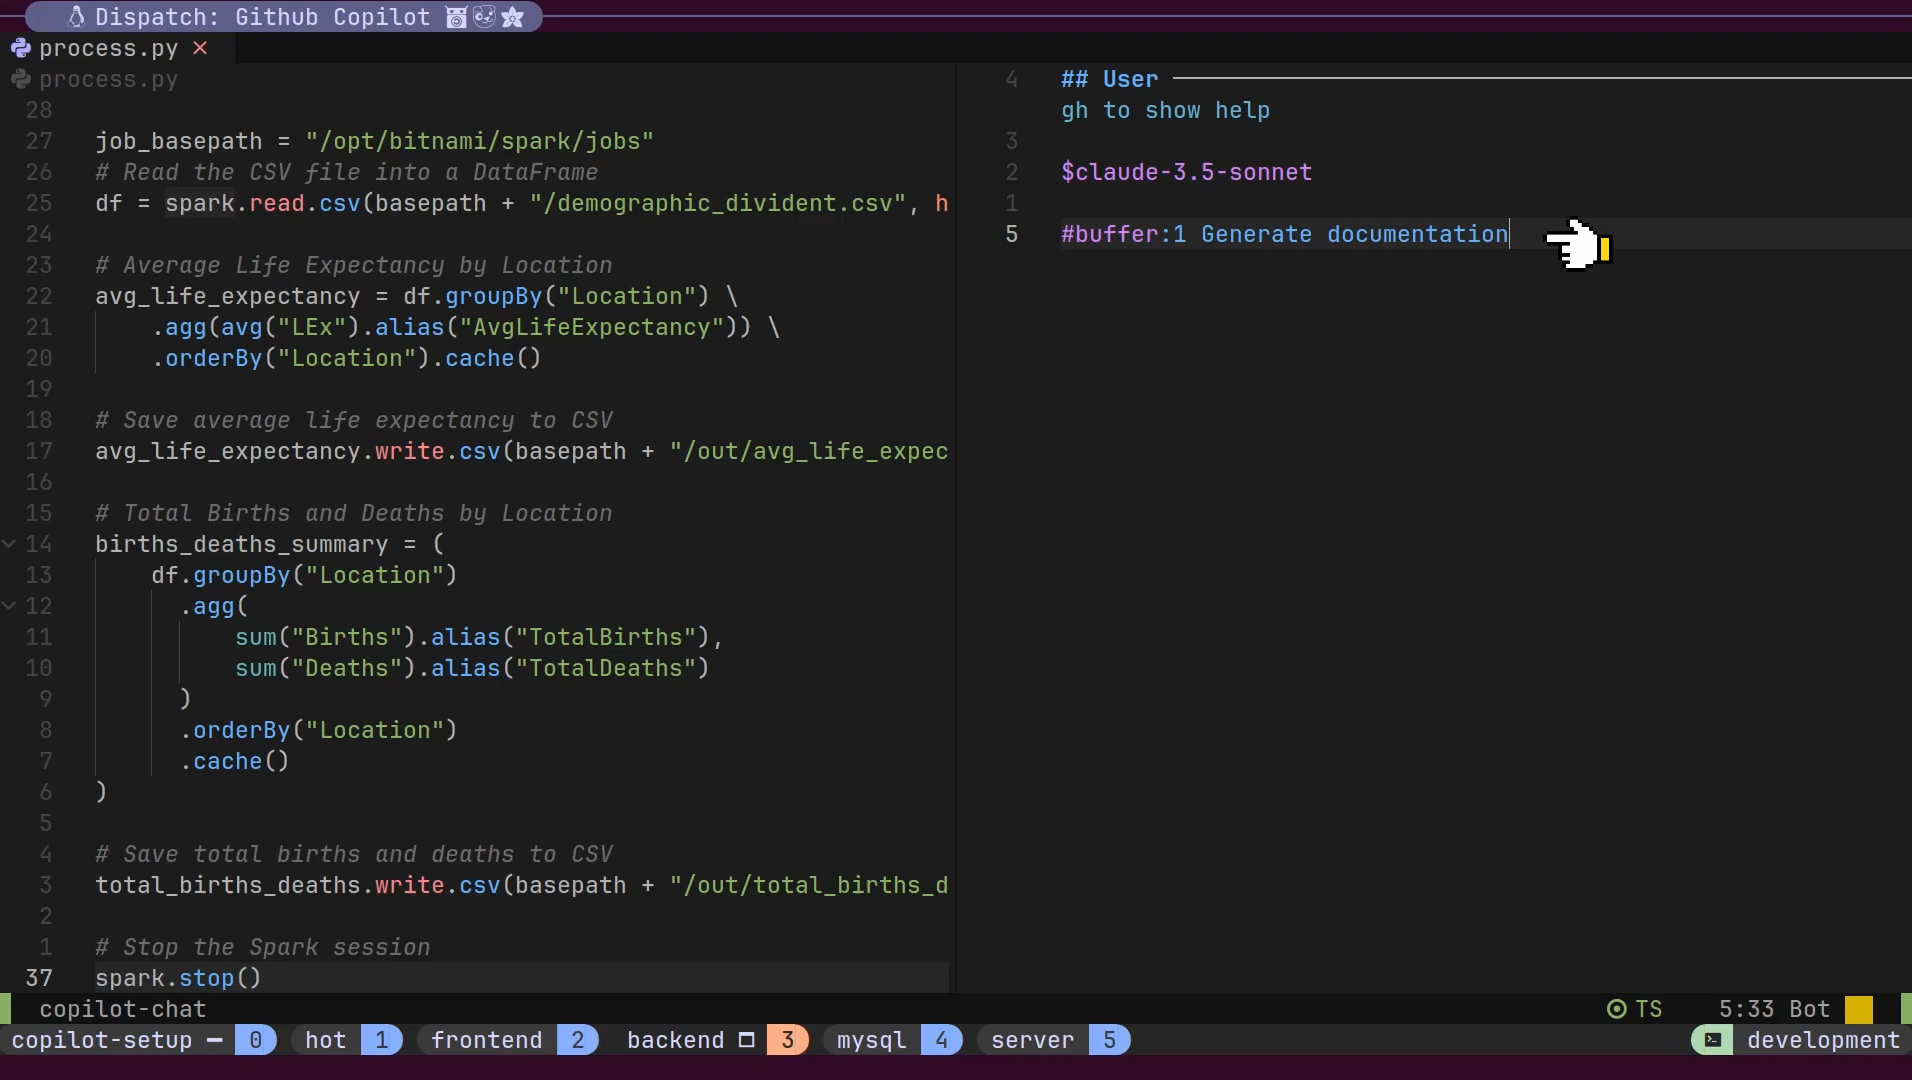 Dispatch: Github Copilot
process.py ×
process.py
28
27 job_basepath = "/opt/bitnami/spark/jobs"
26 # Read the CSV file into a DataFrame
25 df = spark.read.csv(basepath + "/demographic_divident.csv", h
24
23 # Average Life Expectancy by Location
22 avg_life_expectancy = df.groupBy("Location") \
21 .agg(avg("LEx").alias("AvgLifeExpectancy")) \
20 .orderBy("Location").cache()
19
18 # Save average life expectancy to CSV
17 avg_life_expectancy.write.csv(basepath + "/out/avg_life_expec
16
15 # Total Births and Deaths by Location
14 births_deaths_summary = (
13 df.groupBy("Location")
12 .agg(
11 sum("Births").alias("TotalBirths"),
10 sum("Deaths").alias("TotalDeaths")
9 )
8 .orderBy("Location")
7 .cache()
6 )
5
4 # Save total births and deaths to CSV
3 total_births_deaths.write.csv(basepath + "/out/total_births_d
2
1 # Stop the Spark session
37 spark.stop()
4 ## User
gh to show help
3
2 $claude-3.5-sonnet
1
5 #buffer:1 Generate documentation
copilot-chat TS 5:33 Bot
copilot-setup − 0 hot 1 frontend 2 backend 3 mysql 4 server 5 development